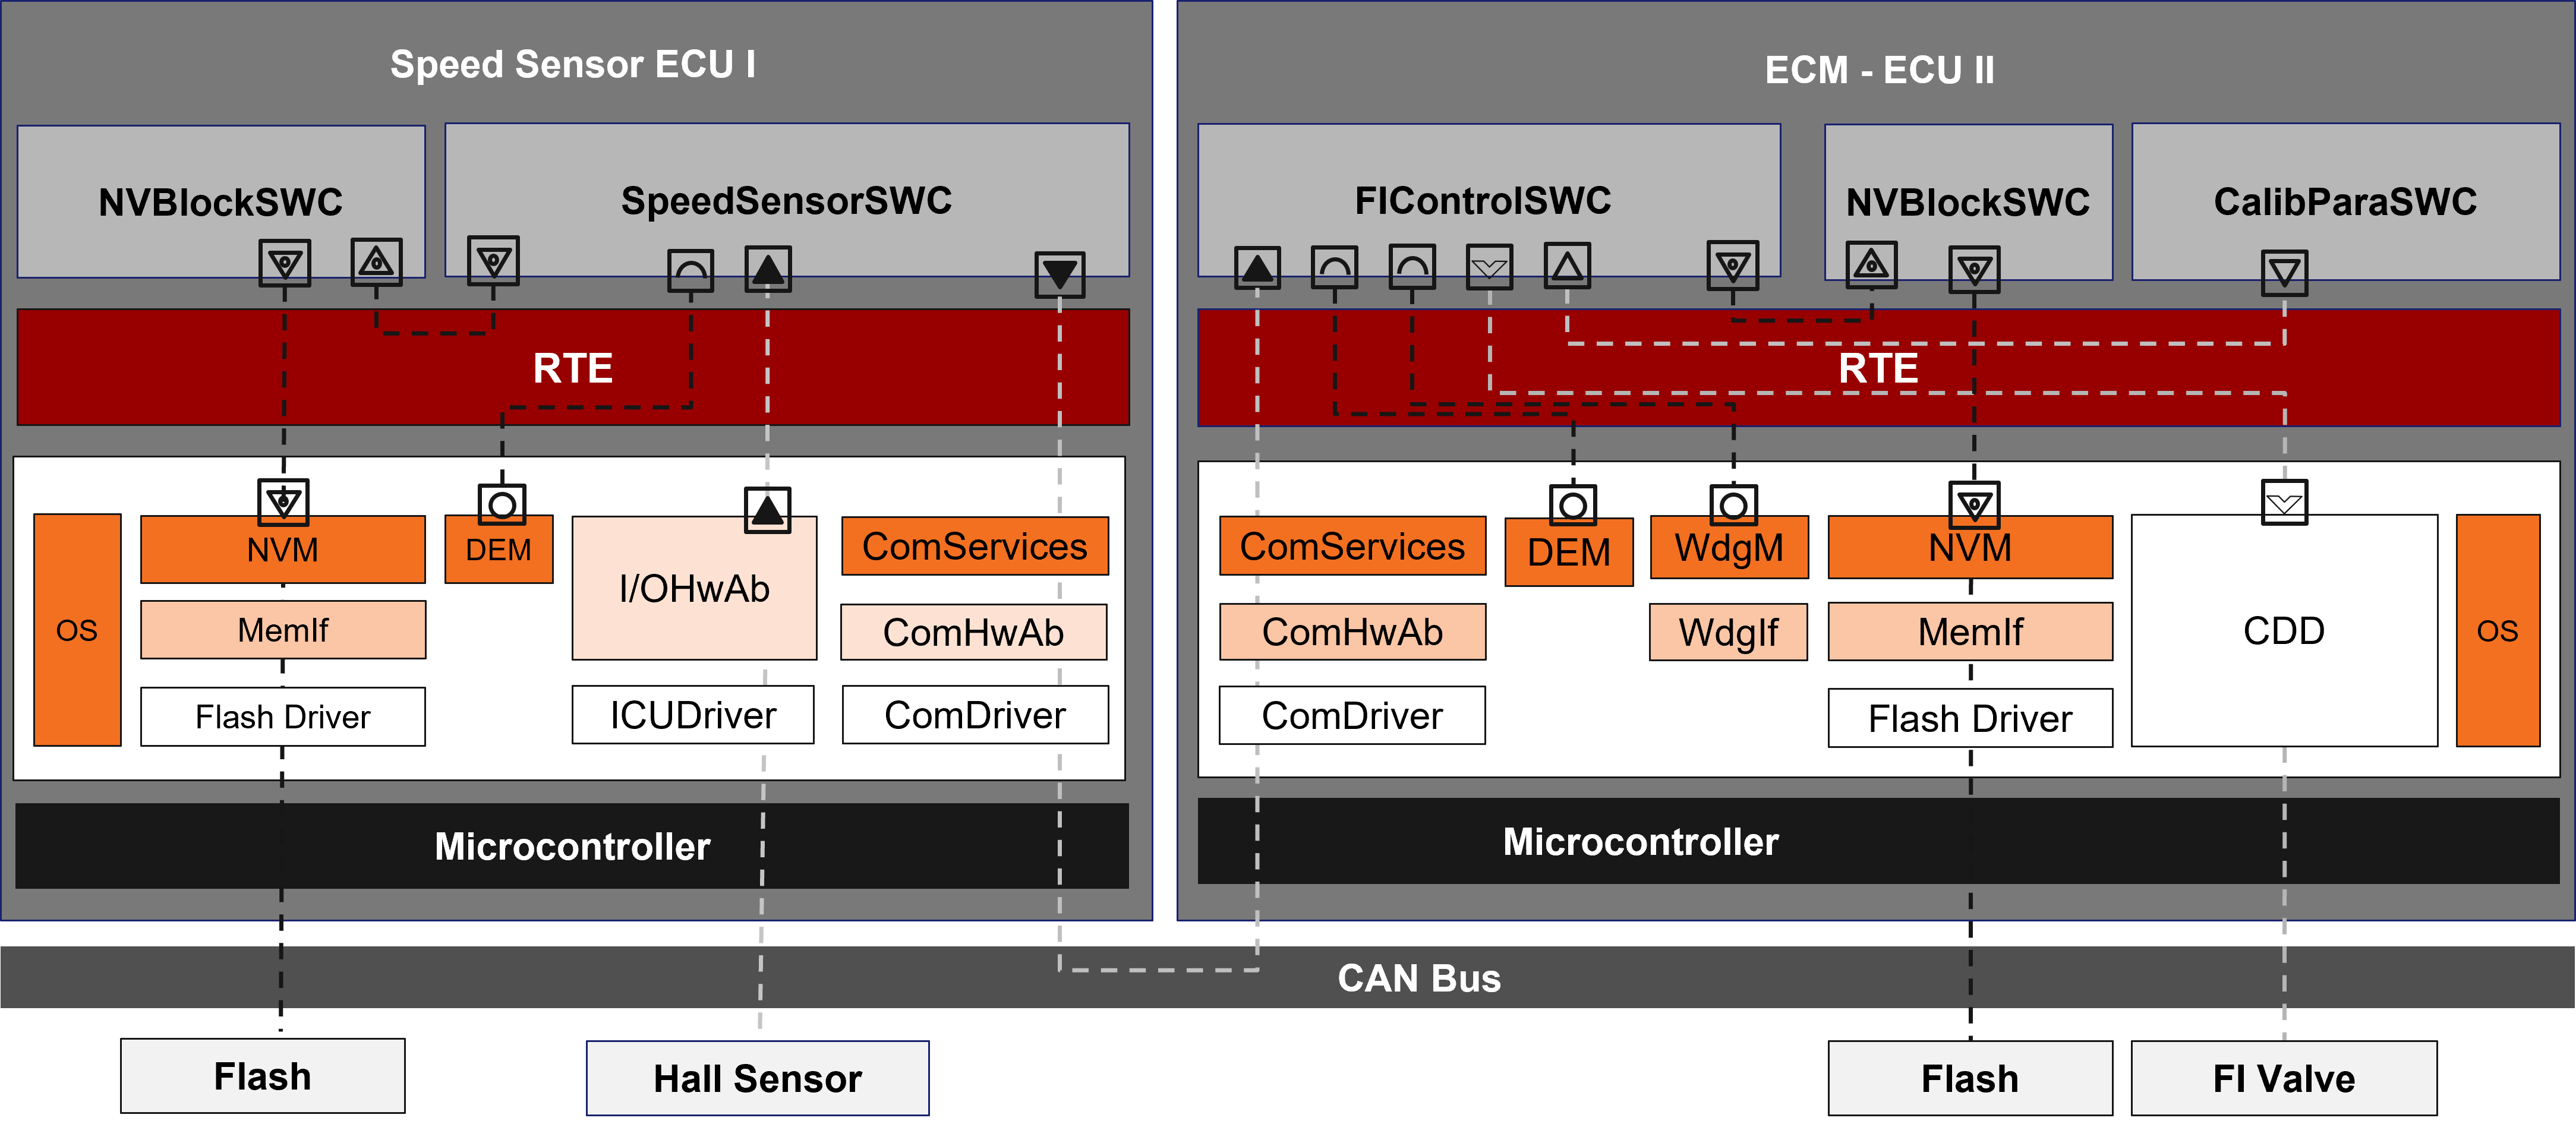 Speed Sensor ECU I
NVBlockSWC
SpeedSensorSWC
RTE
OS
NVM
DEM
I/OHwAb
ComServices
MemIf
ComHwAb
Flash Driver
ICUDriver
ComDriver
Microcontroller
ECM - ECU II
FIControlSWC
NVBlockSWC
CalibParaSWC
RTE
ComServices
DEM
WdgM
NVM
CDD
OS
ComHwAb
WdgIf
MemIf
ComDriver
Flash Driver
Microcontroller
CAN Bus
Flash
Hall Sensor
Flash
FI Valve